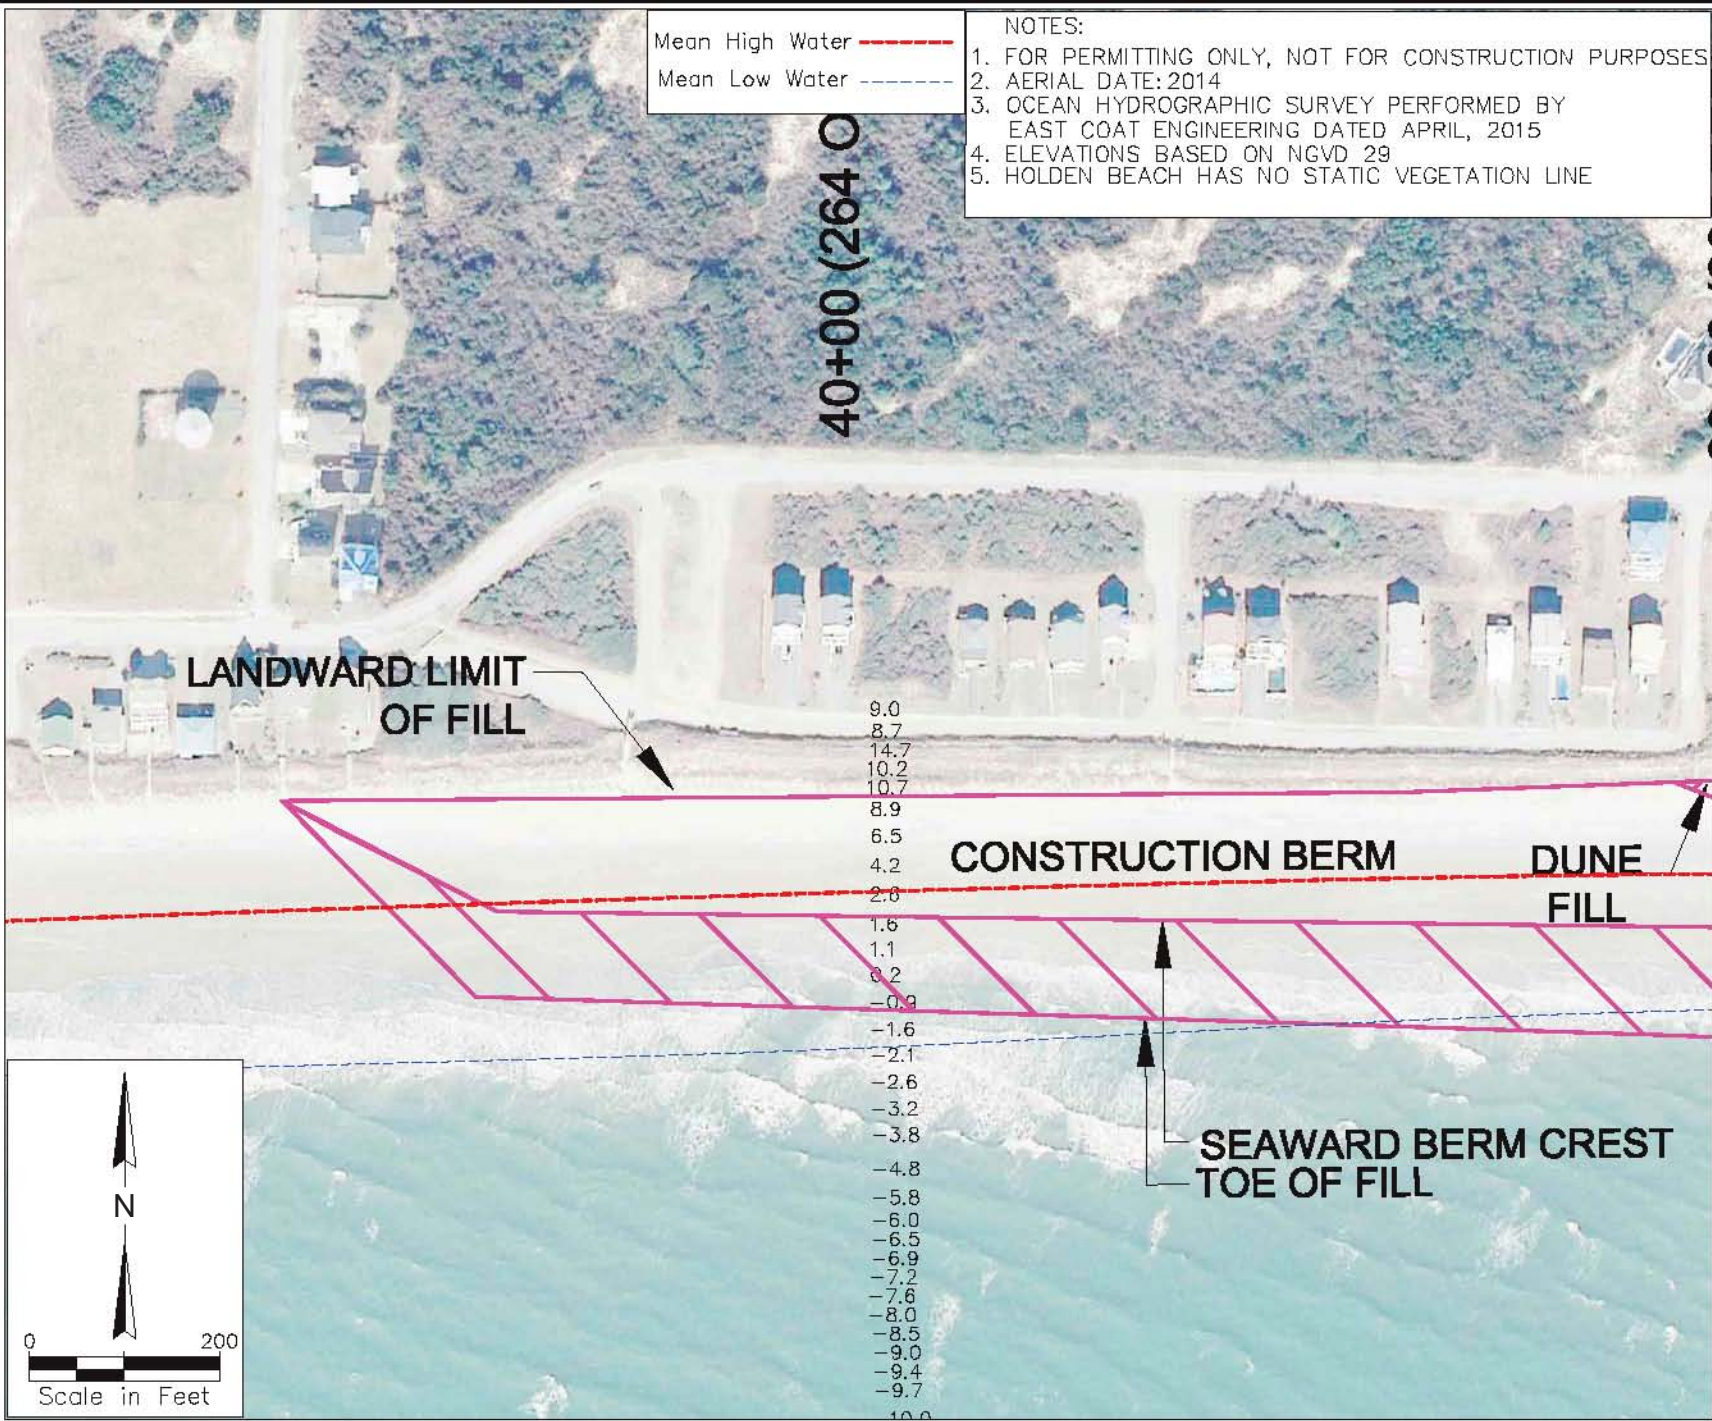 Mean High Water
Mean Low Water
NOTES:
1. FOR PERMITTING ONLY, NOT FOR CONSTRUCTION PURPOSES
2. AERIAL DATE: 2014
3. OCEAN HYDROGRAPHIC SURVEY PERFORMED BY
EAST COAT ENGINEERING DATED APRIL, 2015
4. ELEVATIONS BASED ON NGVD 29
5. HOLDEN BEACH HAS NO STATIC VEGETATION LINE
40+00 (264 O
LANDWARD LIMIT
OF FILL
9.0
8.7
14.7
10.2
10.7
8.9
6.5
4.2
CONSTRUCTION BERM
DUNE
FILL
1.6
1.1
0.2
-0.9
-1.6
-2.1
-2.6
-3.2
-3.8
-4.8
-5.8
-6.0
-6.5
-6.9
-7.2
-7.6
-8.0
-8.5
-9.0
-9.4
-9.7
SEAWARD BERM CREST
TOE OF FILL
N
0 200
Scale in Feet